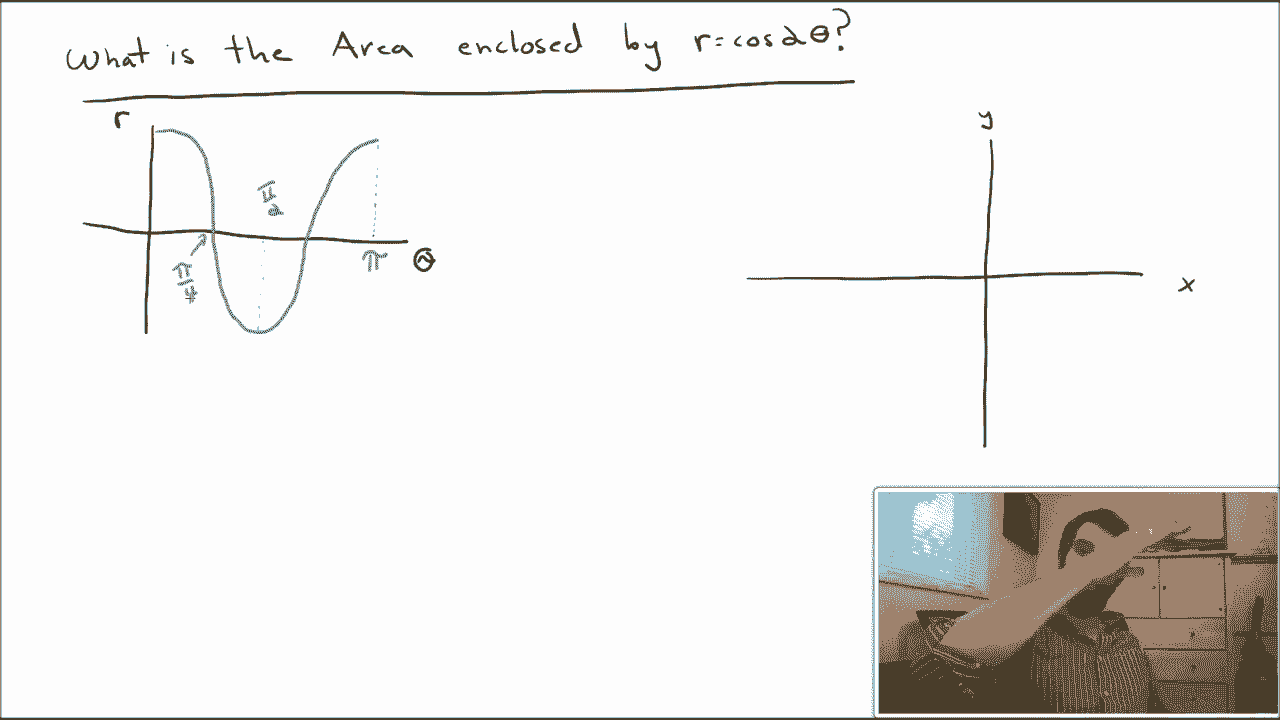 What is the Area enclosed by r=cos2θ?
r
y
π/2
π/4
π
θ
x